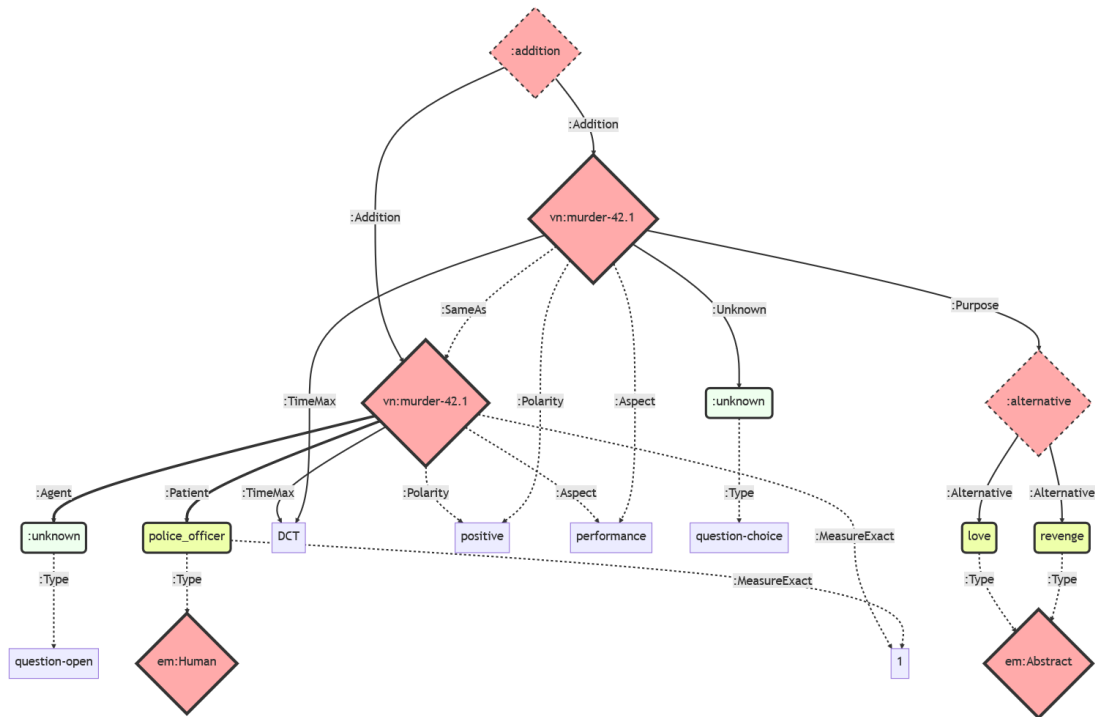 :addition
:Addition
vn:murder-42.1
:Addition
:SameAs
:Unknown
:Purpose
:TimeMax
:Polarity
:Aspect
vn:murder-42.1
:unknown
:alternative
:Agent
:Patient
:TimeMax
:Polarity
:Aspect
:Type
:Alternative
:Alternative
:unknown
police_officer
DCT
positive
performance
question-choice
:MeasureExact
love
revenge
:Type
:Type
:MeasureExact
:Type
:Type
question-open
em:Human
1
em:Abstract